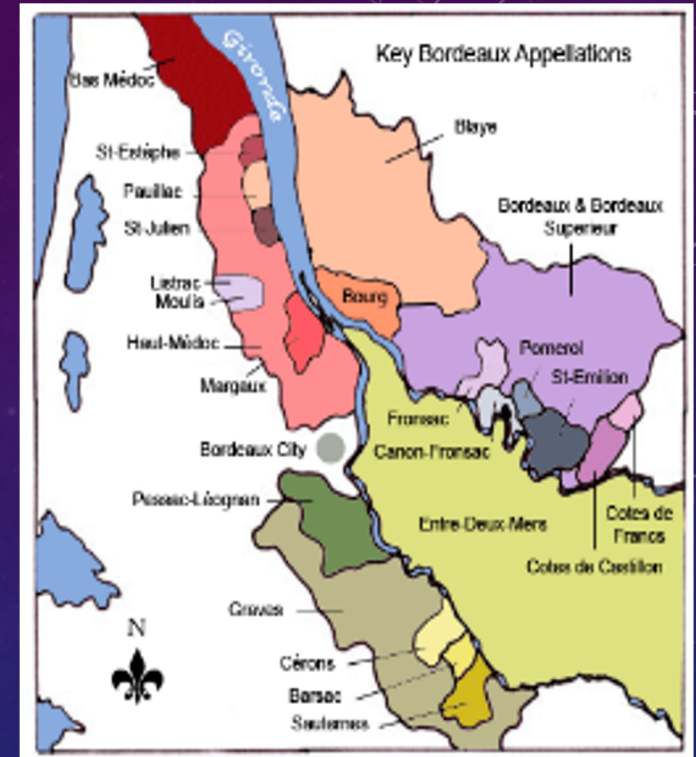 Key Bordeaux Appellations
Gironde
Bas Médoc
Blaye
St-Estèphe
Pauillac
St-Julien
Bordeaux & Bordeaux
Superieur
Listrac
Moulis
Bourg
Haut-Médoc
Pomerol
St-Emilion
Margaux
Fronsac
Canon-Fronsac
Bordeaux City
Pessac-Léognan
Entre-Deux-Mers
Cotes de
Francs
Cotes de Castillon
Graves
N
Cérons
Barsac
Sauternes